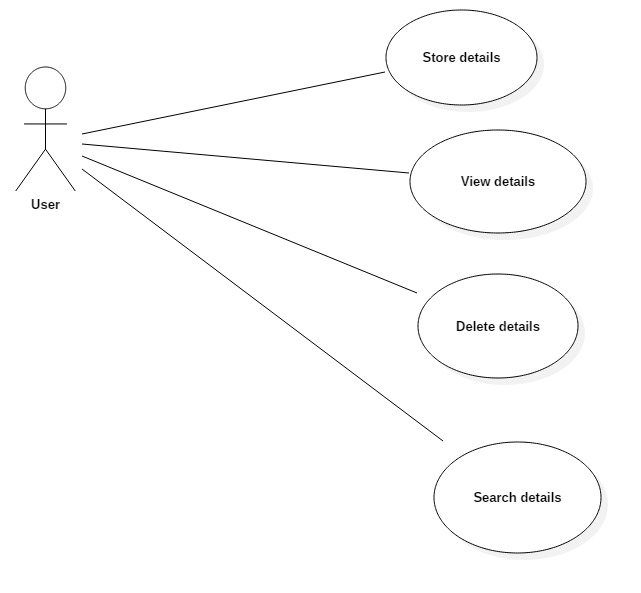 Store details
View details
User
Delete details
Search details